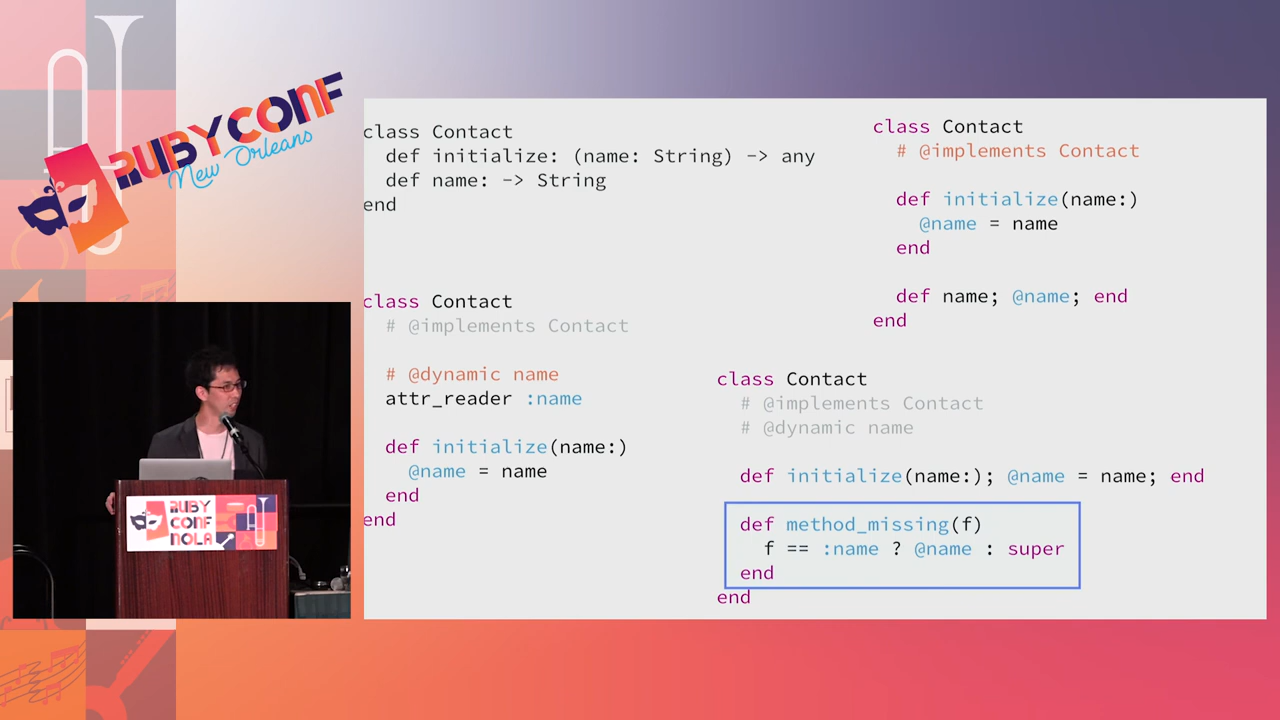 RUBYCONF
New Orleans
class Contact
  def initialize: (name: String) -> any
  def name: -> String
end
class Contact
  # @implements Contact
  def initialize(name:)
    @name = name
  end
  def name; @name; end
end
class Contact
  # @implements Contact
  # @dynamic name
  attr_reader :name
  def initialize(name:)
    @name = name
  end
end
class Contact
  # @implements Contact
  # @dynamic name
  def initialize(name:); @name = name; end
  def method_missing(f)
    f == :name ? @name : super
  end
end
RUBY
CONF
NOLA